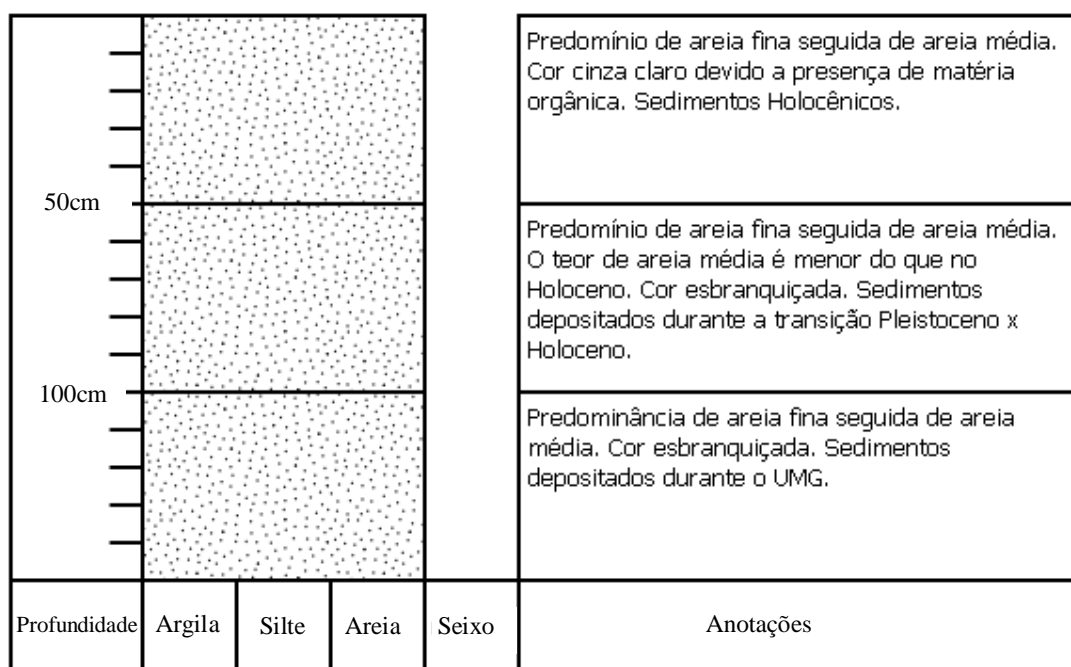 Predomínio de areia fina seguida de areia média.
Cor cinza claro devido a presença de matéria
orgânica. Sedimentos Holocênicos.
50cm
Predomínio de areia fina seguida de areia média.
O teor de areia média é menor do que no
Holoceno. Cor esbranquiçada. Sedimentos
depositados durante a transição Pleistoceno x
Holoceno.
100cm
Predominância de areia fina seguida de areia
média. Cor esbranquiçada. Sedimentos
depositados durante o UMG.
Profundidade Argila Silte Areia Seixo Anotações